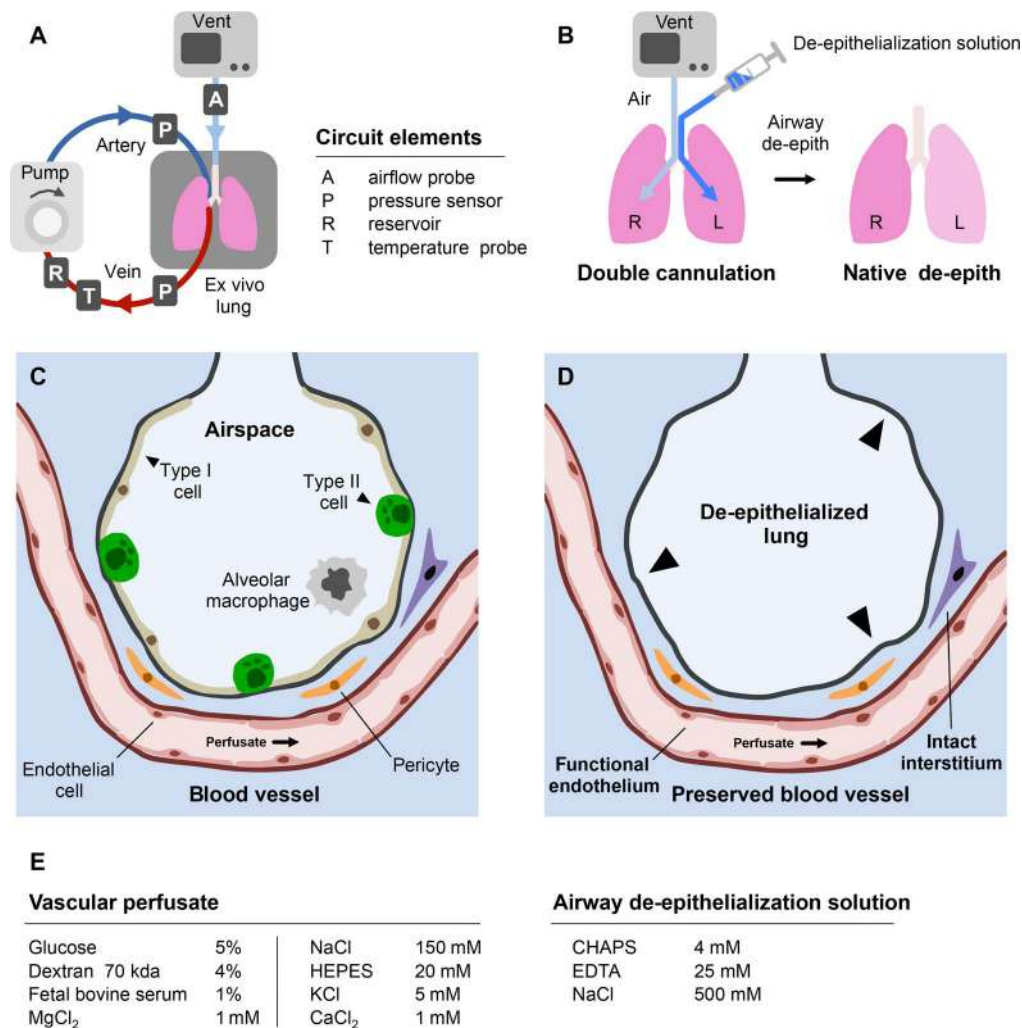 A
Vent
A
P
Artery
Pump
R
T
Vein
P
Ex vivo
lung
Circuit elements
A airflow probe
P pressure sensor
R reservoir
T temperature probe
B
Vent
De-epithelialization solution
Air
Airway
de-epith
R L
R L
Double cannulation
Native de-epith
C
Airspace
Type I
cell
Type II
cell
Alveolar
macrophage
Perfusate
Endothelial
cell
Pericyte
Blood vessel
D
De-epithelialized
lung
Perfusate
Functional
endothelium
Intact
interstitium
Preserved blood vessel
E
Vascular perfusate
Glucose 5% NaCl 150 mM
Dextran 70 kda 4% HEPES 20 mM
Fetal bovine serum 1% KCl 5 mM
MgCl₂ 1 mM CaCl₂ 1 mM
Airway de-epithelialization solution
CHAPS 4 mM
EDTA 25 mM
NaCl 500 mM